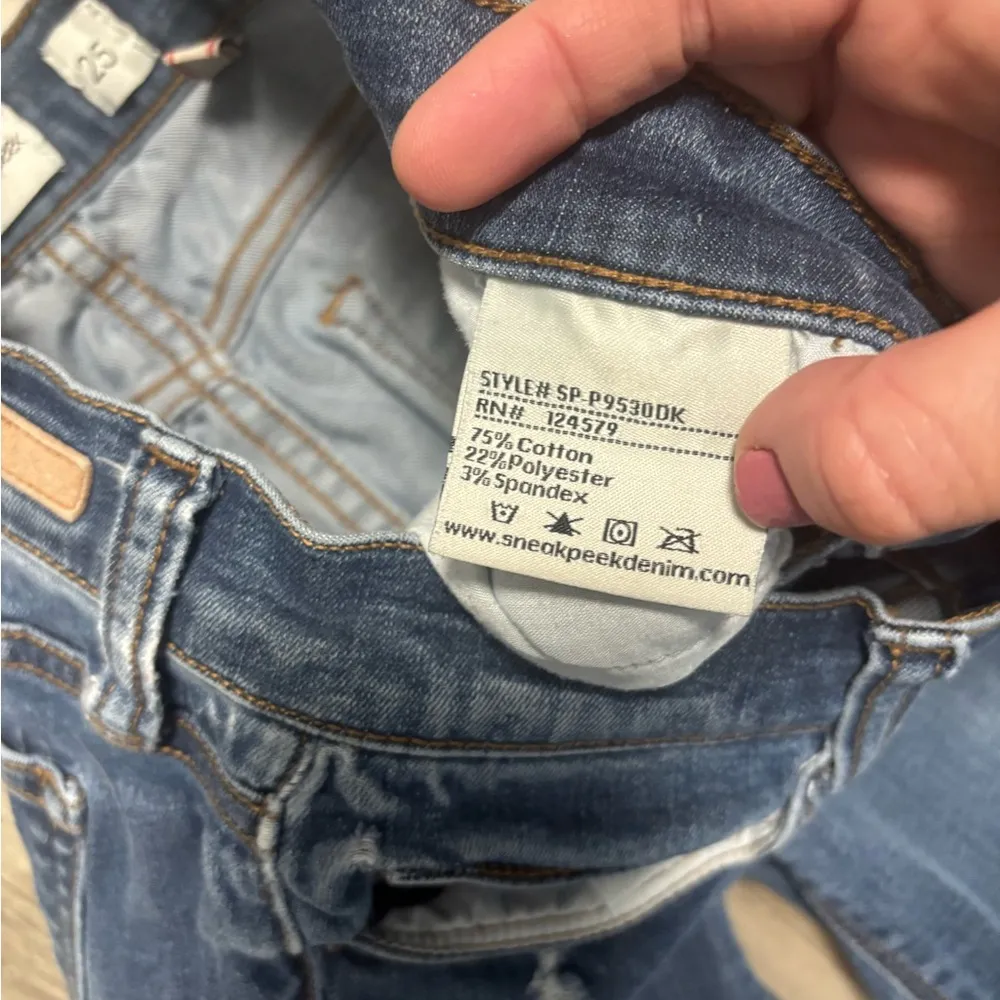 25
STYLE# SP-P9530DK
RN# 124579
75% Cotton
22% Polyester
3% Spandex
www.sneakpeekdenim.com